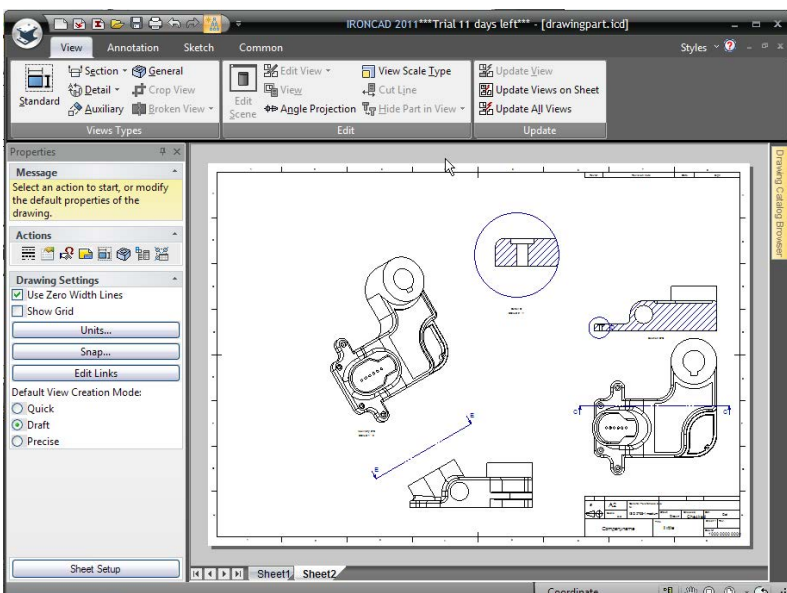 IRONCAD 2011***Trial 11 days left*** - [drawingpart.icd]
View Annotation Sketch Common Styles
Standard
Section
General
Detail
Crop View
Auxiliary
Broken View
Views Types
Edit Scene
Edit View
View
Angle Projection
View Scale Type
Cut Line
Hide Part in View
Edit
Update View
Update Views on Sheet
Update All Views
Update
Properties
Message
Select an action to start, or modify
the default properties of the
drawing.
Actions
Drawing Settings
Use Zero Width Lines
Show Grid
Units...
Snap...
Edit Links
Default View Creation Mode:
Quick
Draft
Precise
Sheet Setup
Drawing Catalog Browser
E
E
C
C
A2
Companyname
Sheet1 Sheet2
Coordinate